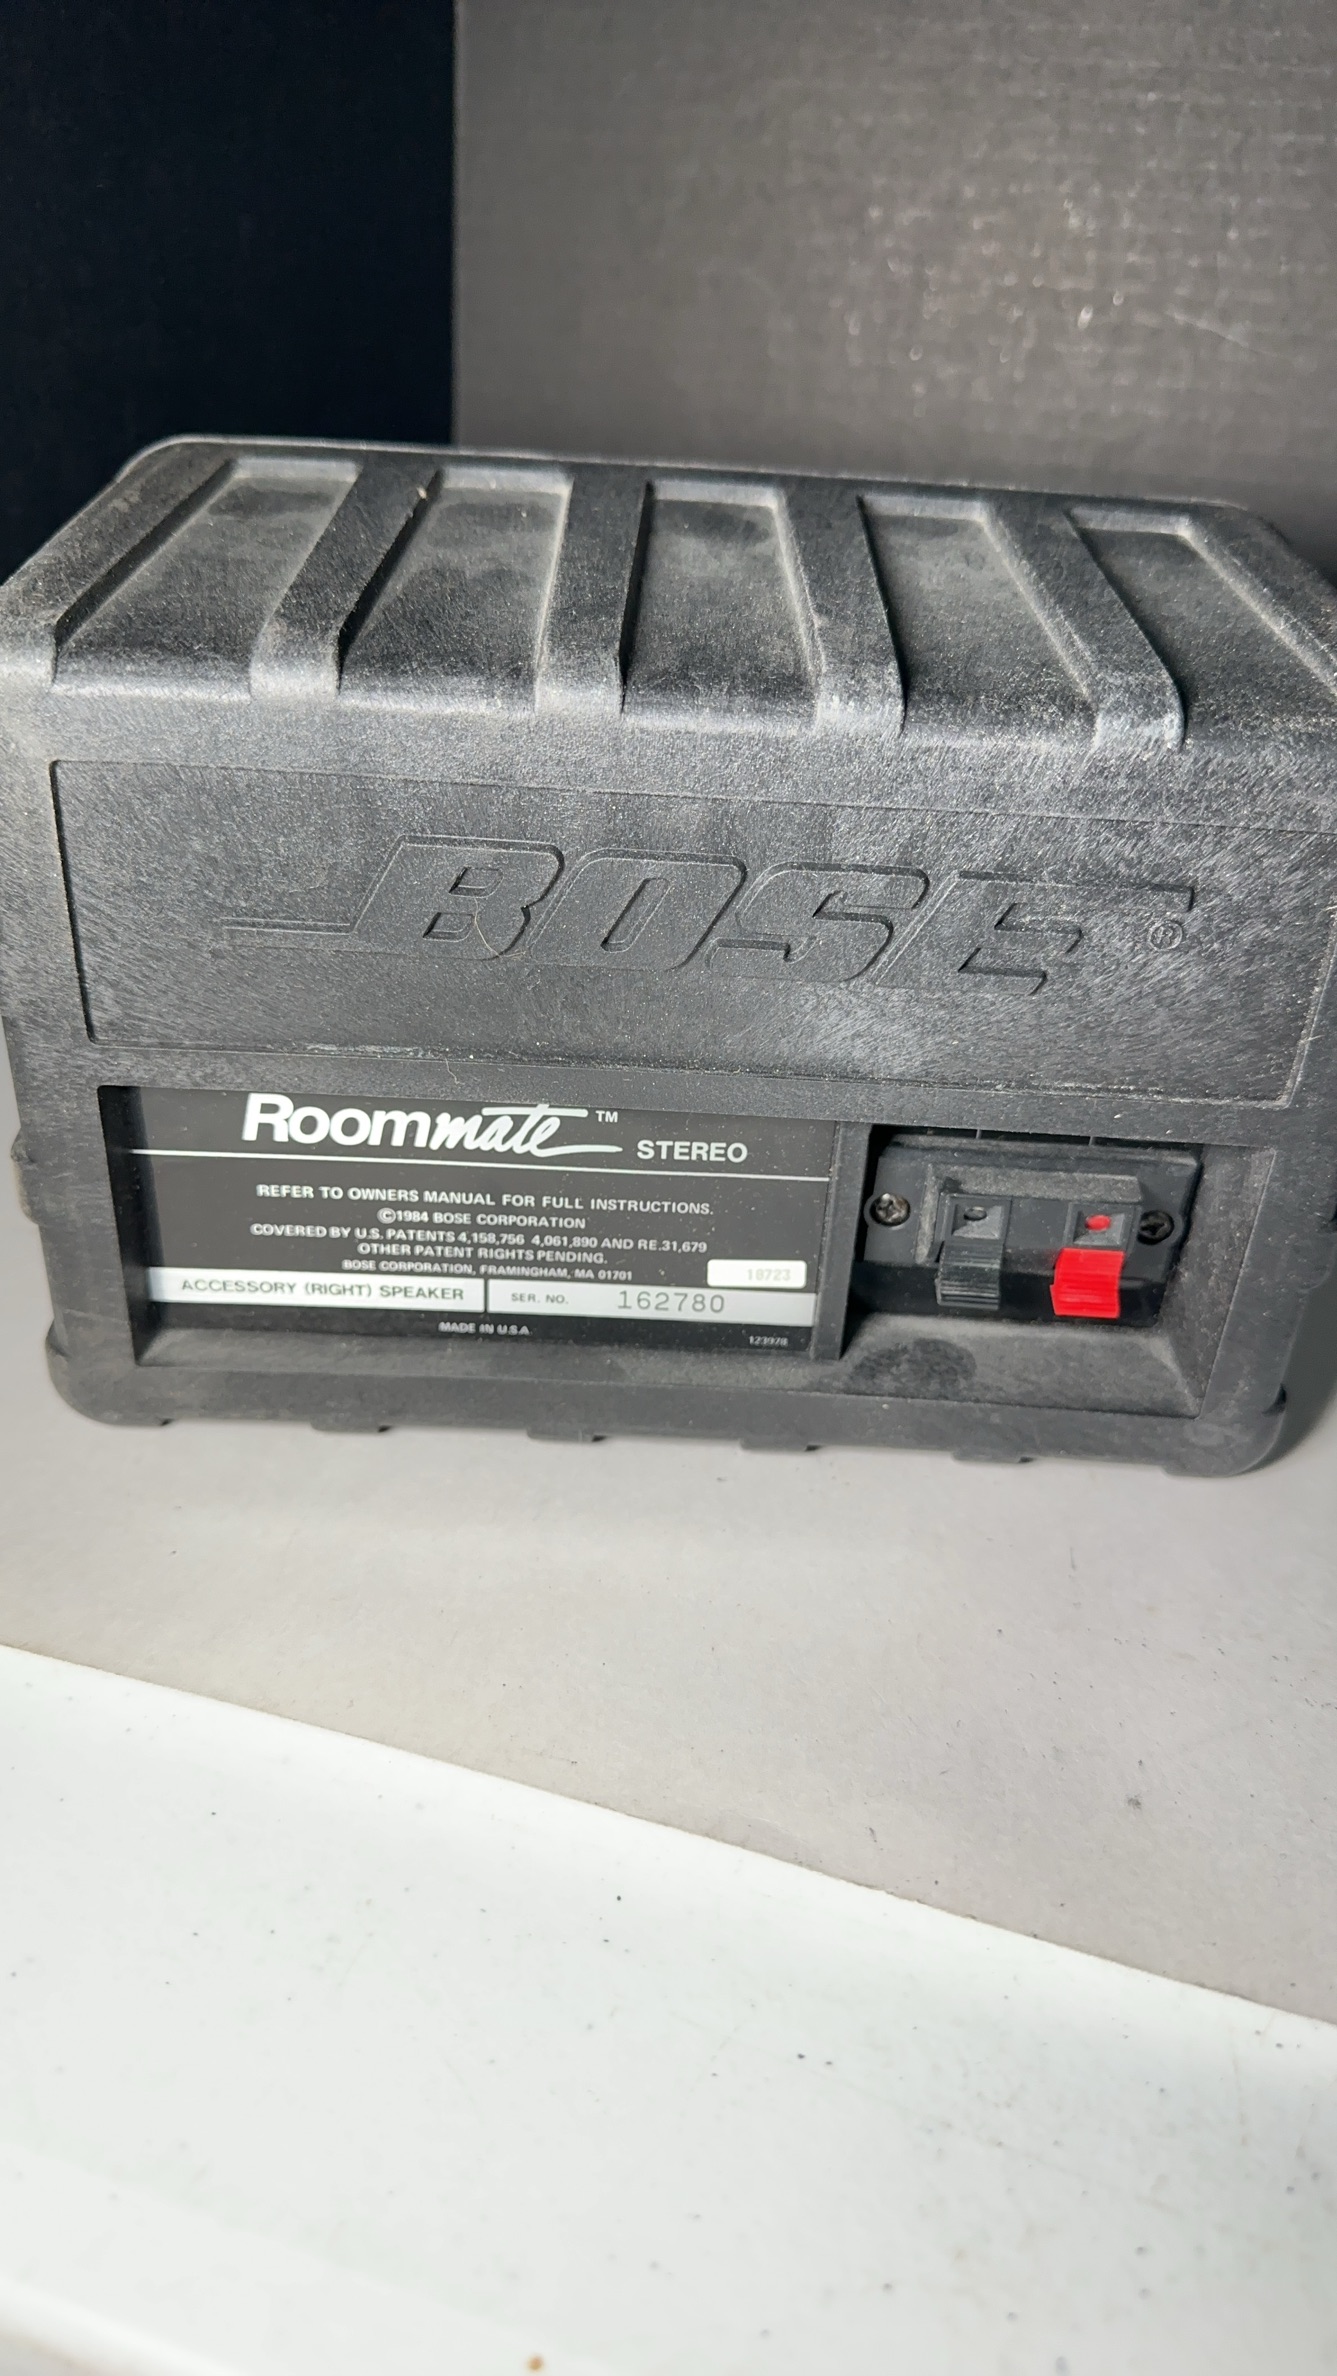 BOSE®
Roommate™ STEREO
REFER TO OWNERS MANUAL FOR FULL INSTRUCTIONS.
©1984 BOSE CORPORATION
COVERED BY U.S. PATENTS 4,158,756 4,061,890 AND RE.31,679
OTHER PATENT RIGHTS PENDING.
BOSE CORPORATION, FRAMINGHAM, MA 01701
10723
ACCESSORY (RIGHT) SPEAKER SER. NO. 162780
MADE IN U.S.A. 123978